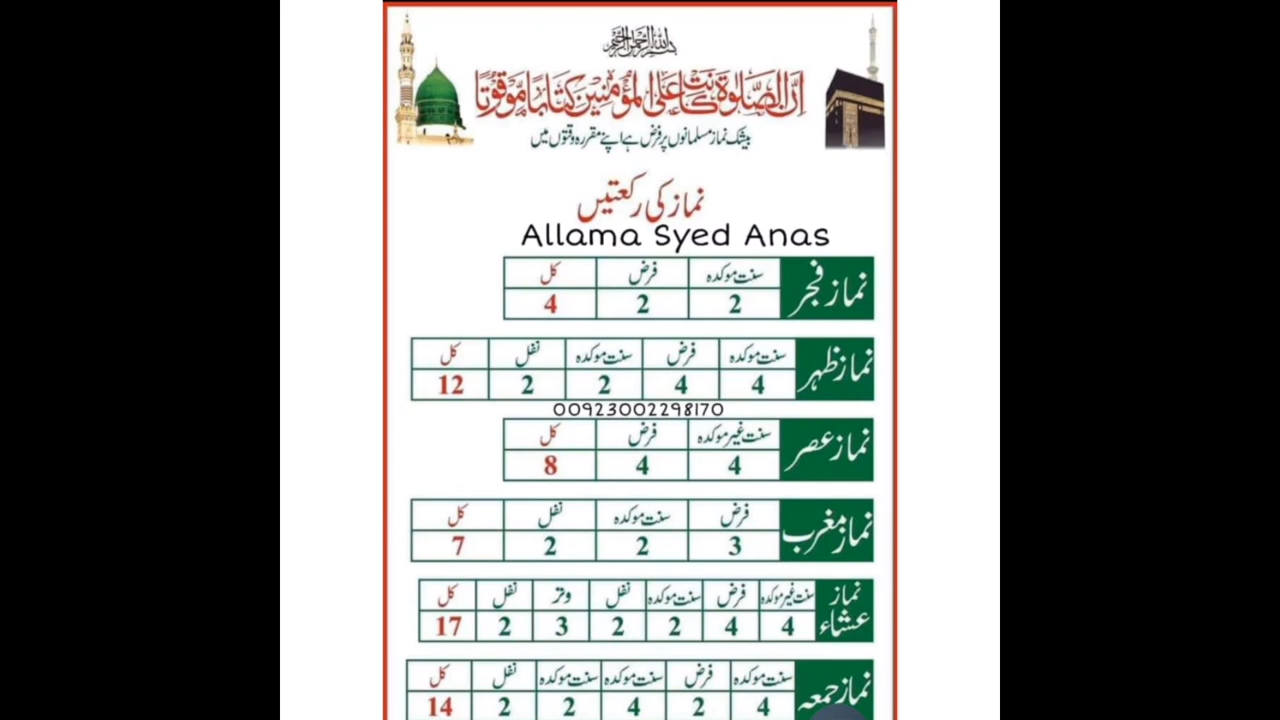 بسم الله الرحمن الرحيم
اِنَّ الصَّلٰوةَ كَانَتْ عَلَى الْمُؤْمِنِيْنَ كِتَابًا مَّوْقُوْتًا
بیشک نماز مسلمانوں پر فرض ہے اپنے مقررہ وقتوں میں
نماز کی رکعتیں
Allama Syed Anas
نماز فجر سنت موکدہ فرض کل
2 2 4
نماز ظہر سنت موکدہ فرض سنت موکدہ نفل کل
4 4 2 2 12
00923002298170
نماز عصر سنت غیر موکدہ فرض کل
4 4 8
نماز مغرب فرض سنت موکدہ نفل کل
3 2 2 7
نماز عشاء سنت غیر موکدہ فرض سنت موکدہ نفل وتر نفل کل
4 4 2 2 3 2 17
نماز جمعہ سنت موکدہ فرض سنت موکدہ سنت موکدہ نفل کل
4 2 4 2 2 14